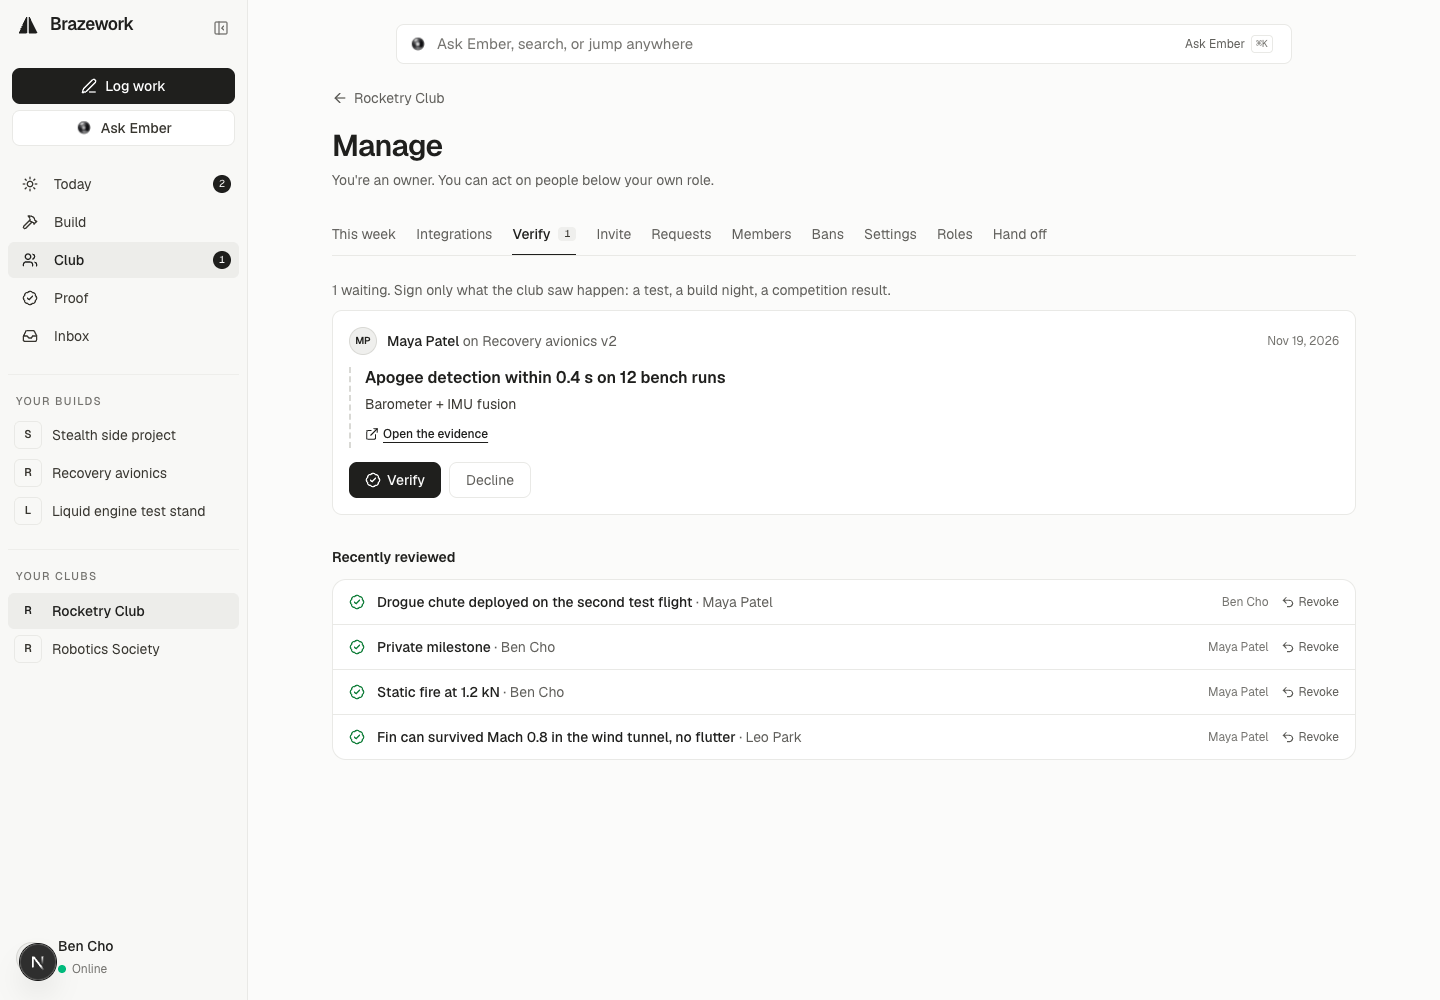 Brazework
Log work
Ask Ember
Today 2
Build
Club 1
Proof
Inbox
YOUR BUILDS
S Stealth side project
R Recovery avionics
L Liquid engine test stand
YOUR CLUBS
R Rocketry Club
R Robotics Society
N
Ben Cho
Online
Ask Ember, search, or jump anywhere Ask Ember ⌘K
Rocketry Club
Manage
You're an owner. You can act on people below your own role.
This week Integrations Verify 1 Invite Requests Members Bans Settings Roles Hand off
1 waiting. Sign only what the club saw happen: a test, a build night, a competition result.
MP Maya Patel on Recovery avionics v2 Nov 19, 2026
Apogee detection within 0.4 s on 12 bench runs
Barometer + IMU fusion
Open the evidence
Verify Decline
Recently reviewed
Drogue chute deployed on the second test flight · Maya Patel Ben Cho Revoke
Private milestone · Ben Cho Maya Patel Revoke
Static fire at 1.2 kN · Ben Cho Maya Patel Revoke
Fin can survived Mach 0.8 in the wind tunnel, no flutter · Leo Park Maya Patel Revoke